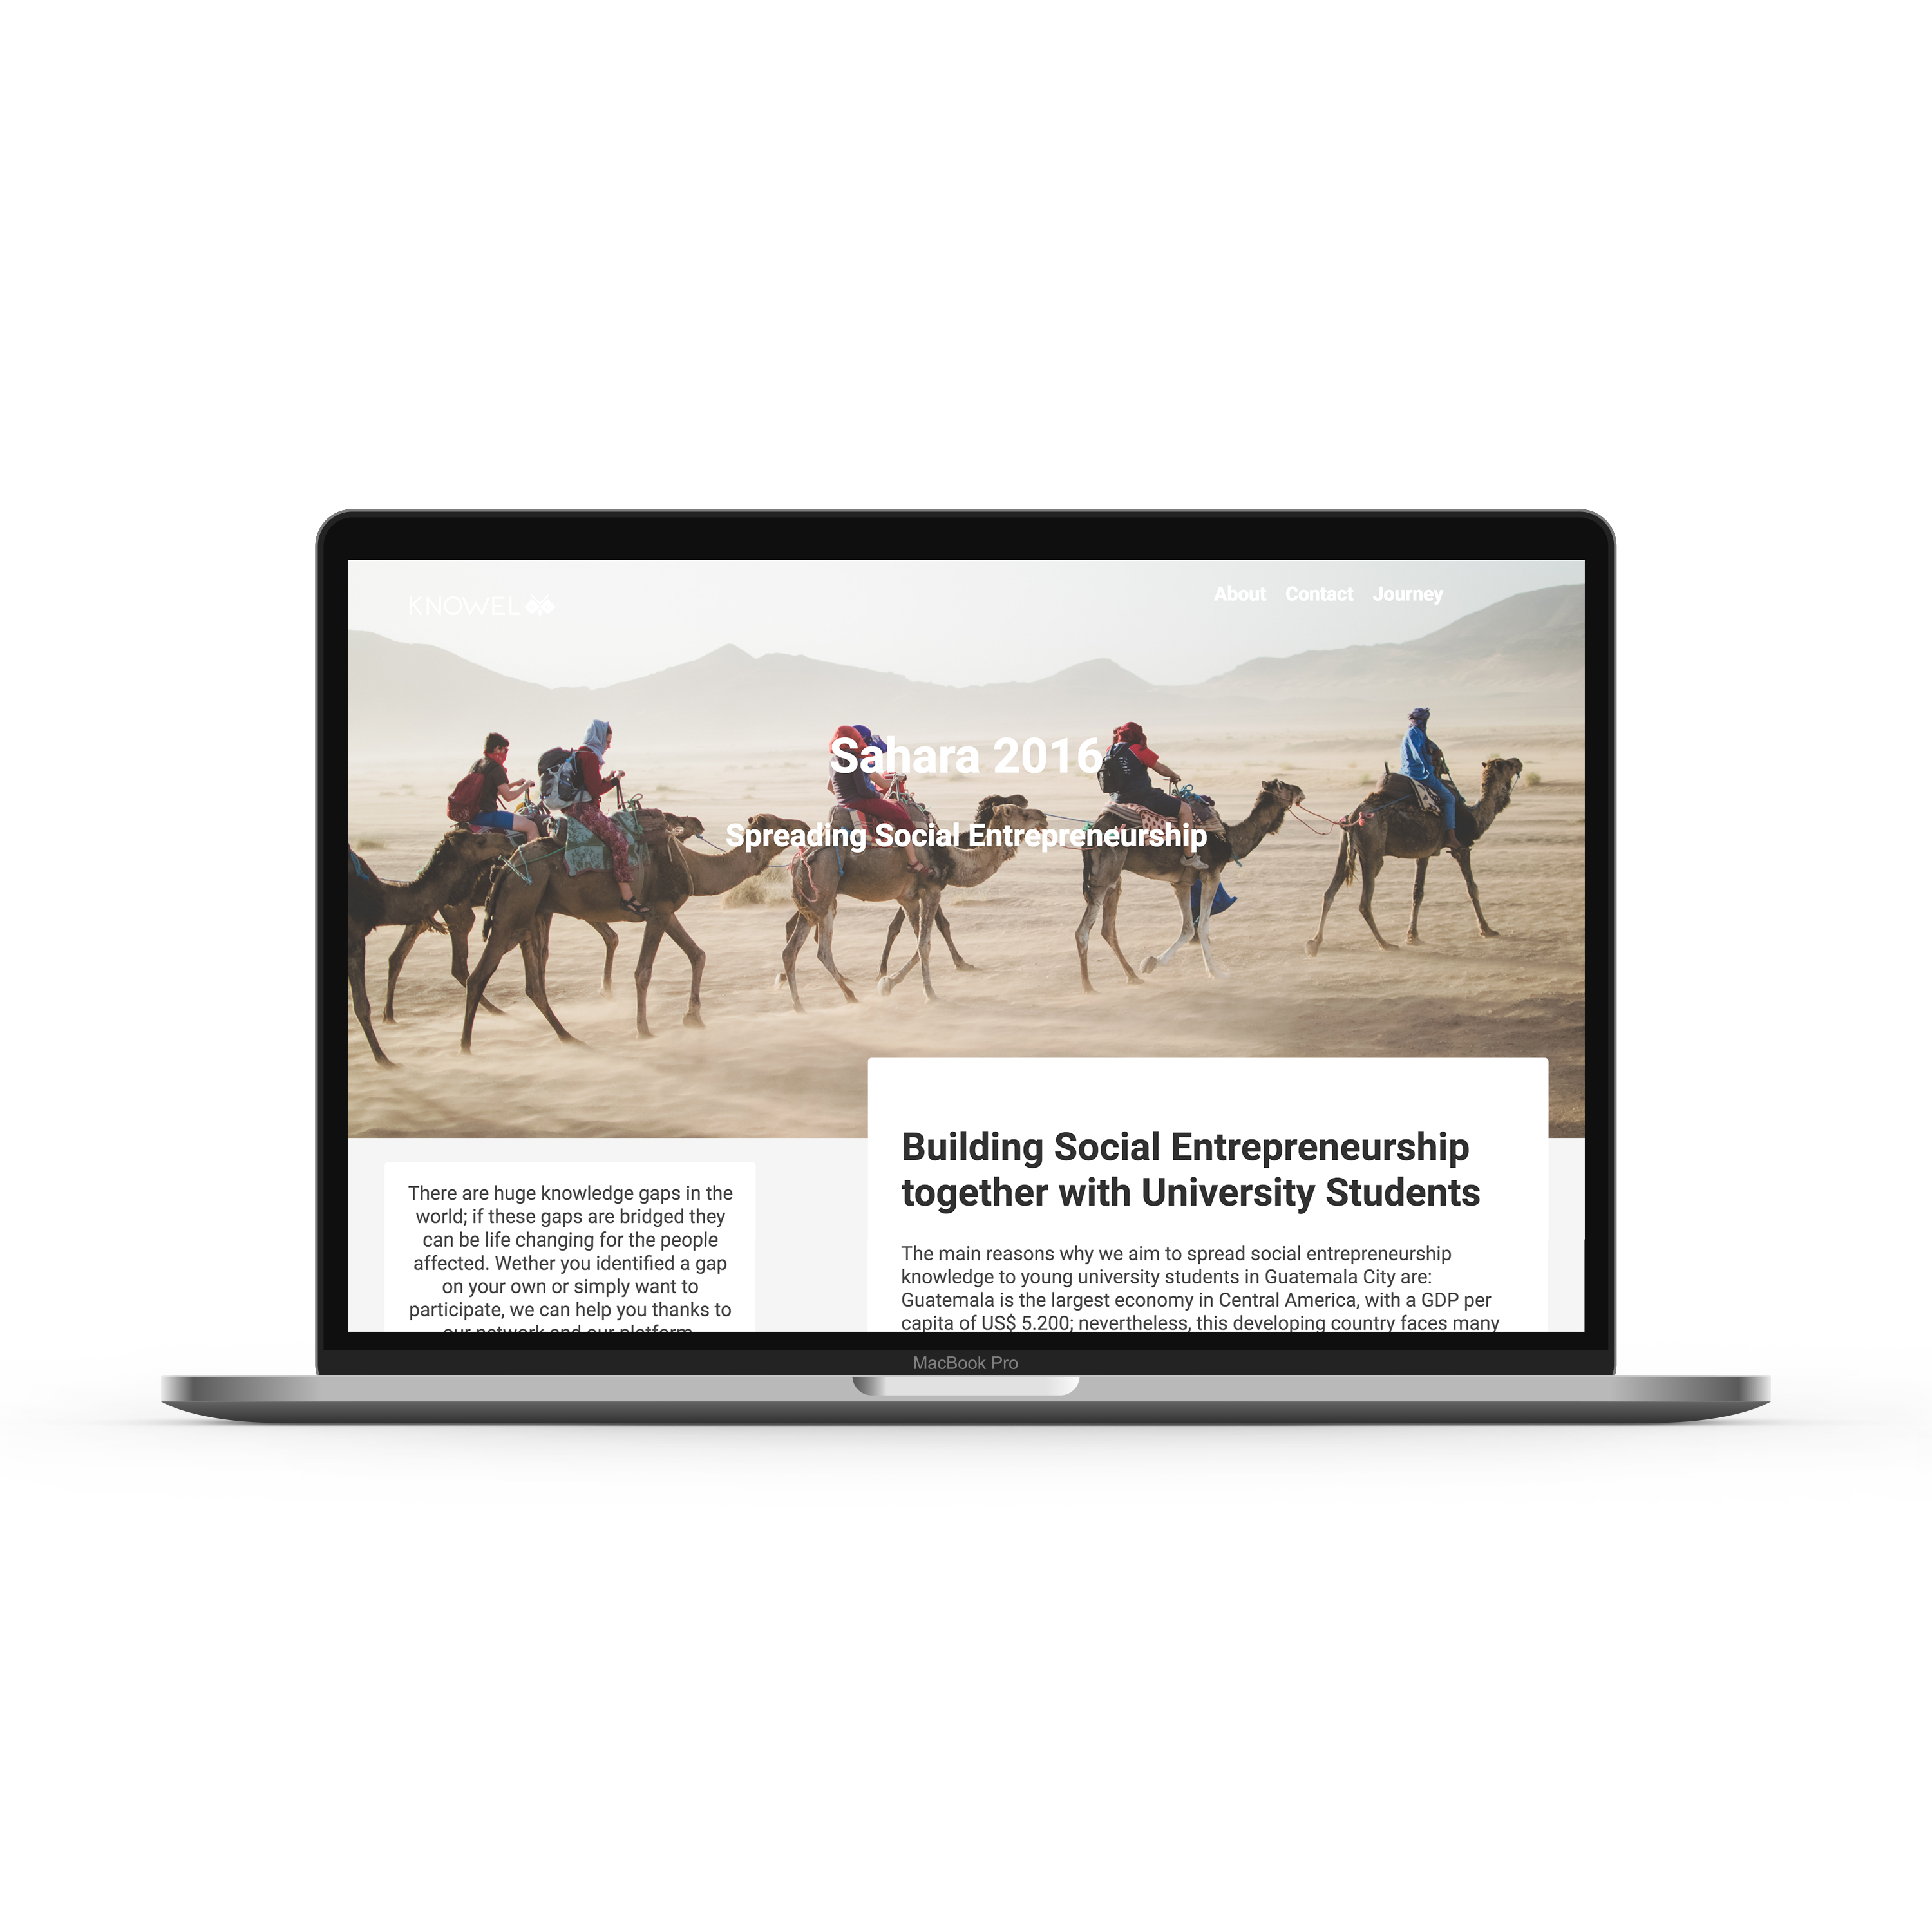 KNOWEL
About Contact Journey
Sahara 2016
Spreading Social Entrepreneurship
There are huge knowledge gaps in the
world; if these gaps are bridged they
can be life changing for the people
affected. Wether you identified a gap
on your own or simply want to
participate, we can help you thanks to
our network and our platform
Building Social Entrepreneurship
together with University Students
The main reasons why we aim to spread social entrepreneurship
knowledge to young university students in Guatemala City are:
Guatemala is the largest economy in Central America, with a GDP per
capita of US$ 5.200; nevertheless, this developing country faces many
MacBook Pro